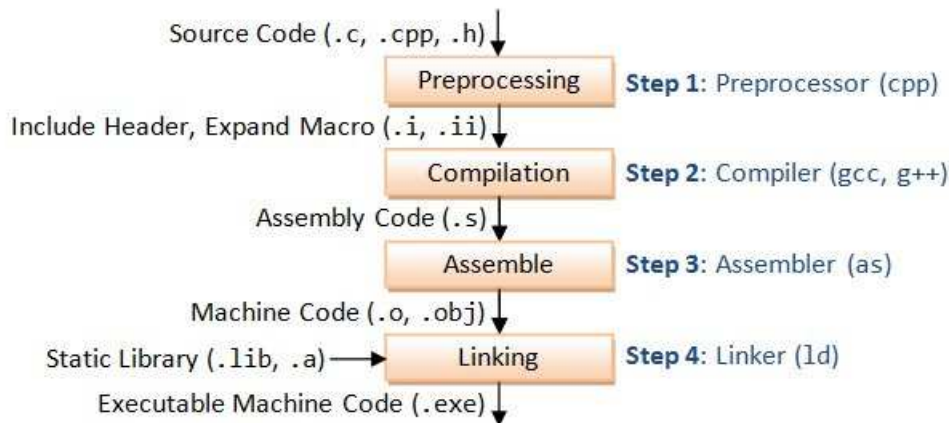 Source Code (.c, .cpp, .h)
Preprocessing
Step 1: Preprocessor (cpp)
Include Header, Expand Macro (.i, .ii)
Compilation
Step 2: Compiler (gcc, g++)
Assembly Code (.s)
Assemble
Step 3: Assembler (as)
Machine Code (.o, .obj)
Static Library (.lib, .a)
Linking
Step 4: Linker (ld)
Executable Machine Code (.exe)